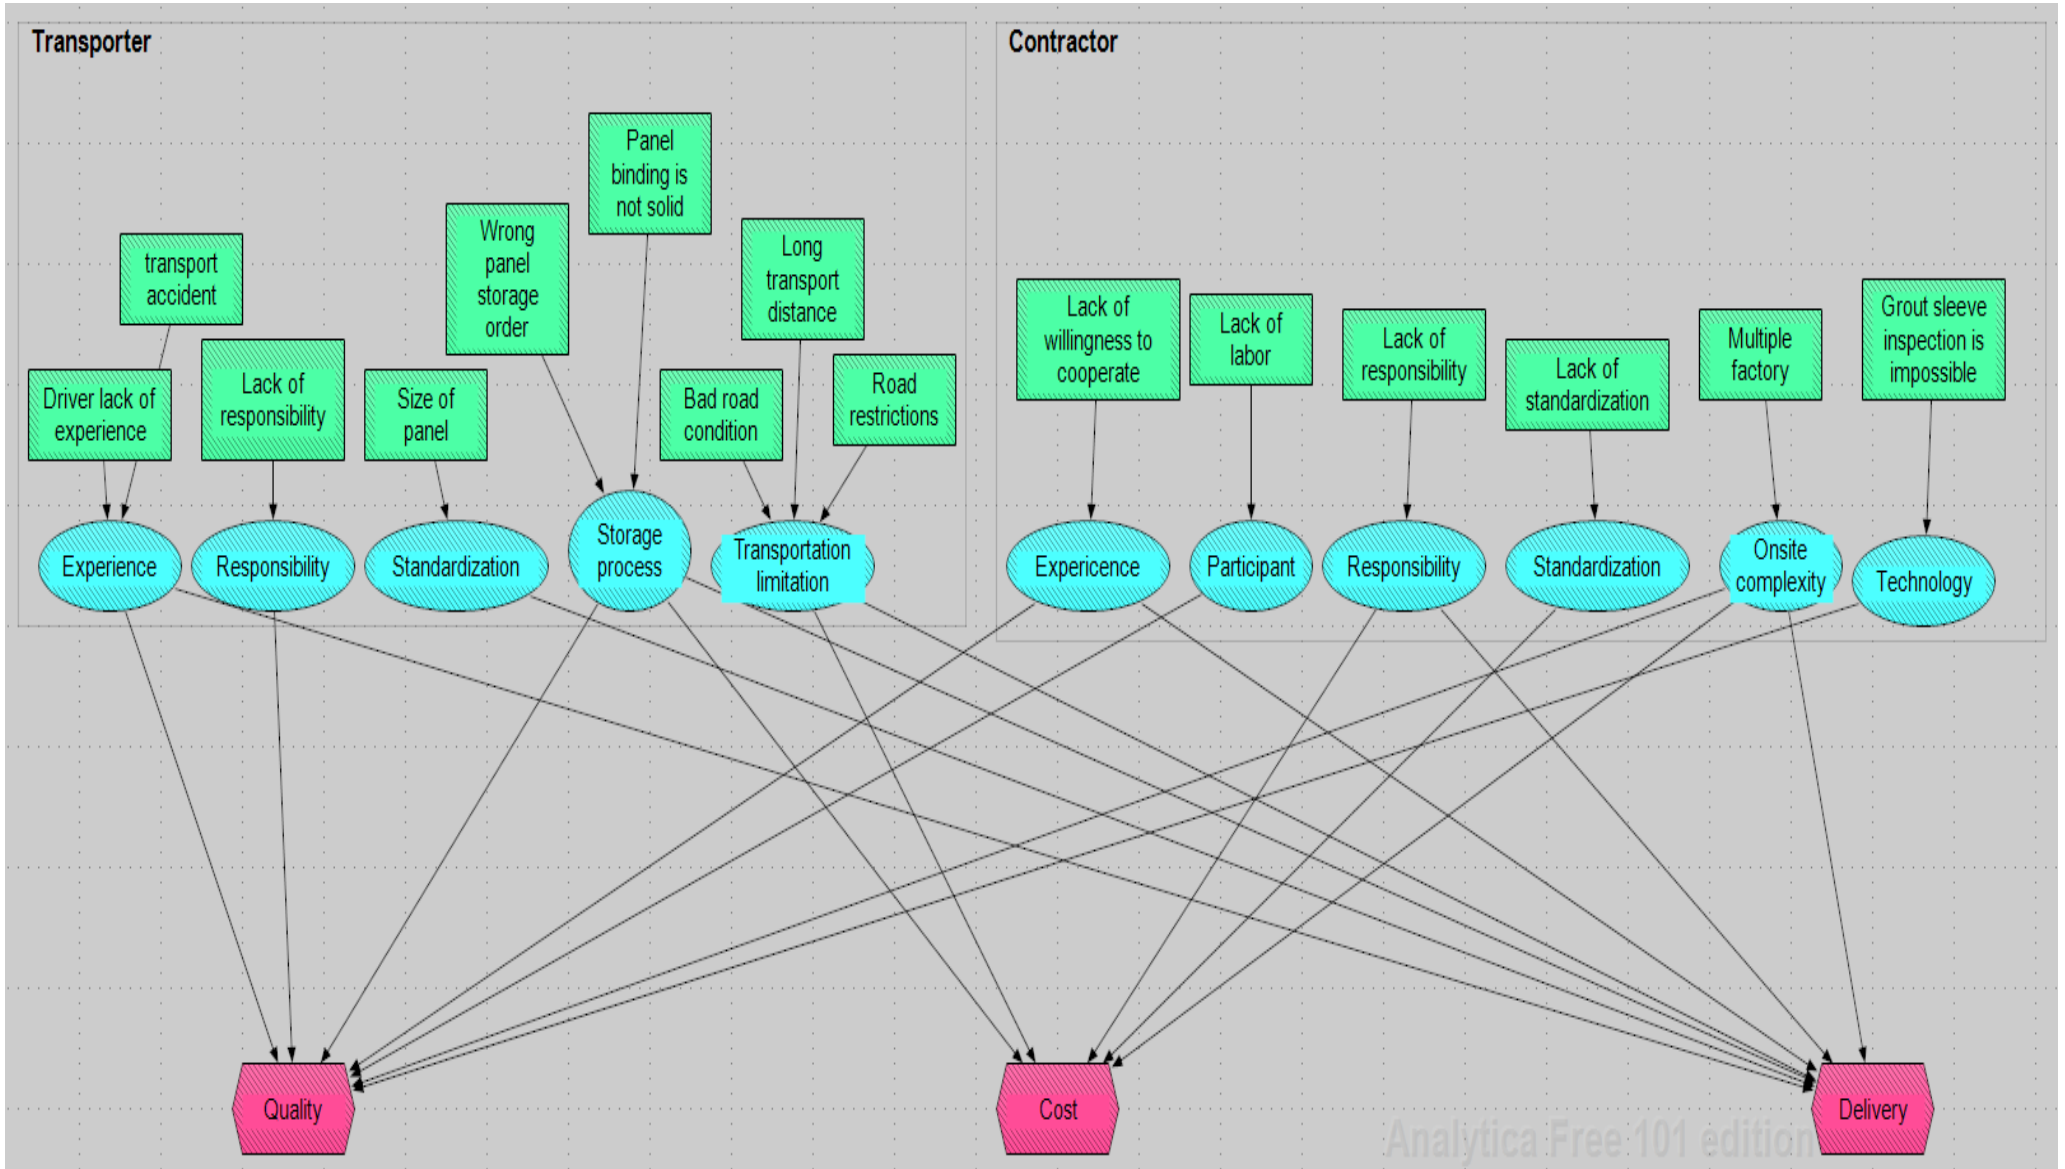 Transporter
Contractor
Panel
binding is
not solid
Wrong
panel
storage
order
Long
transport
distance
transport
accident
Driver lack of
experience
Lack of
responsibility
Size of
panel
Bad road
condition
Road
restrictions
Lack of
willingness to
cooperate
Lack of
labor
Lack of
responsibility
Lack of
standardization
Multiple
factory
Grout sleeve
inspection is
impossible
Experience
Responsibility
Standardization
Storage
process
Transportation
limitation
Expericence
Participant
Responsibility
Standardization
Onsite
complexity
Technology
Quality
Cost
Delivery
Analytica Free 101 edition